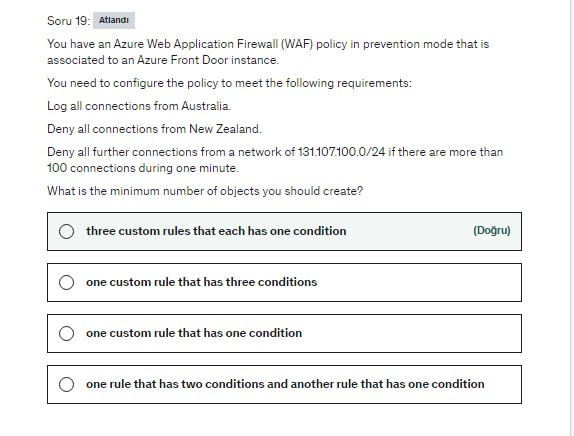 Soru 19: Atlandı
You have an Azure Web Application Firewall (WAF) policy in prevention mode that is
associated to an Azure Front Door instance.
You need to configure the policy to meet the following requirements:
Log all connections from Australia.
Deny all connections from New Zealand.
Deny all further connections from a network of 131.107.100.0/24 if there are more than
100 connections during one minute.
What is the minimum number of objects you should create?
three custom rules that each has one condition (Doğru)
one custom rule that has three conditions
one custom rule that has one condition
one rule that has two conditions and another rule that has one condition